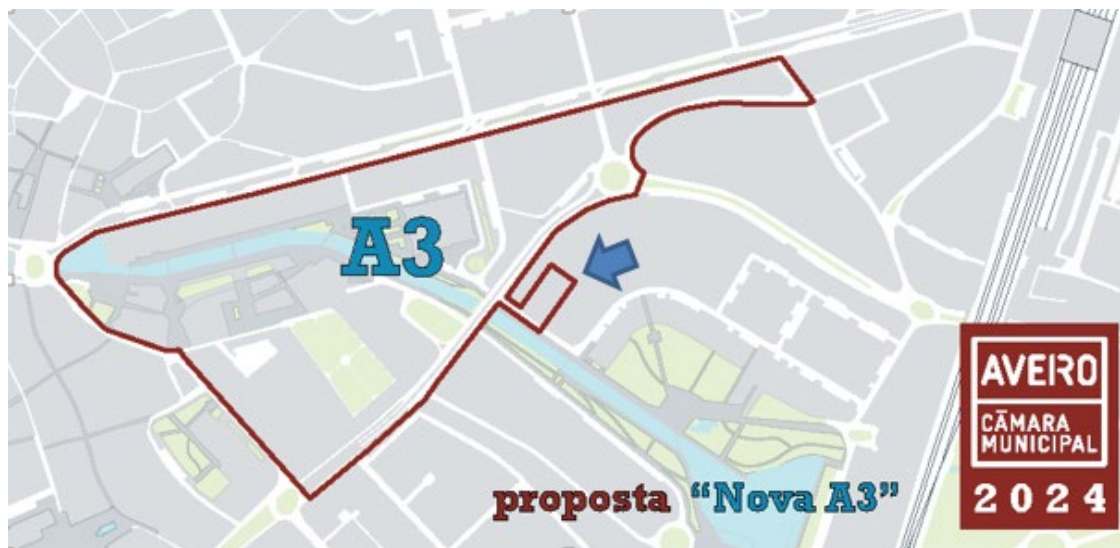 A3
AVEIRO
CÂMARA
MUNICIPAL
2024
proposta “Nova A3”